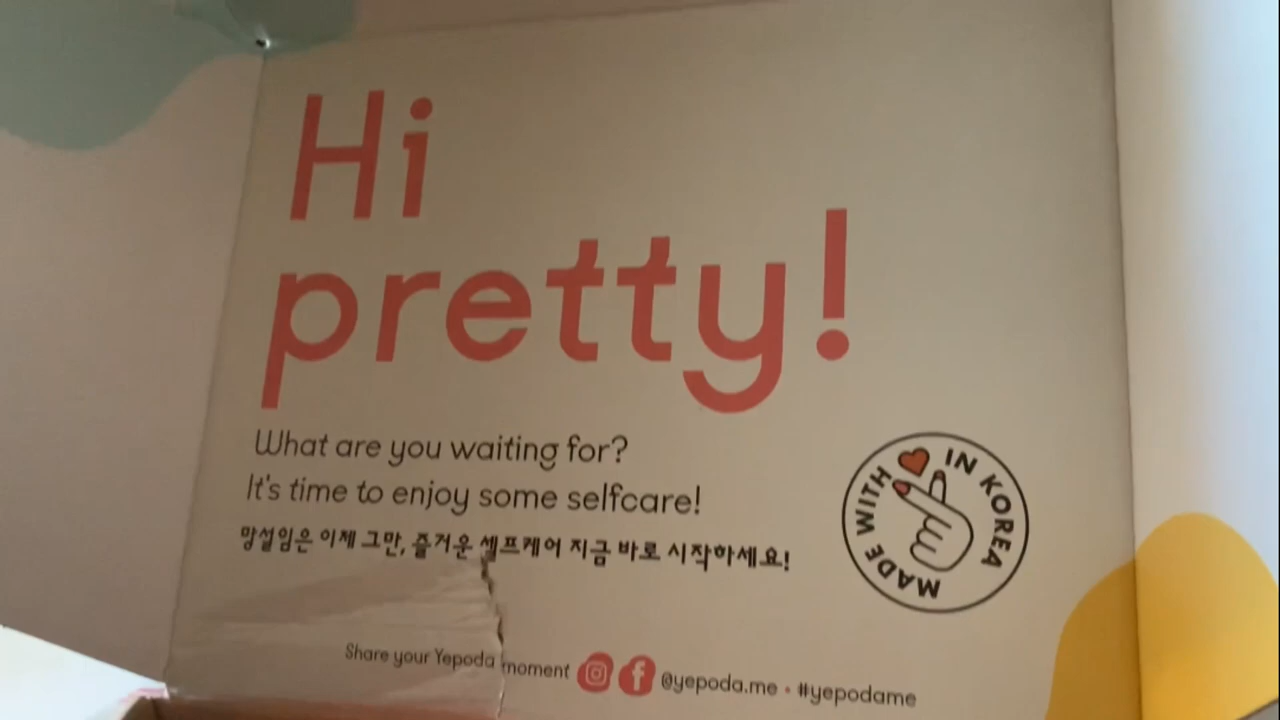 Hi
pretty!
What are you waiting for?
It's time to enjoy some selfcare!
망설임은 이제 그만, 즐거운 셀프케어 지금 바로 시작하세요!
MADE WITH IN KOREA
Share your Yepoda moment @yepoda.me • #yepodame